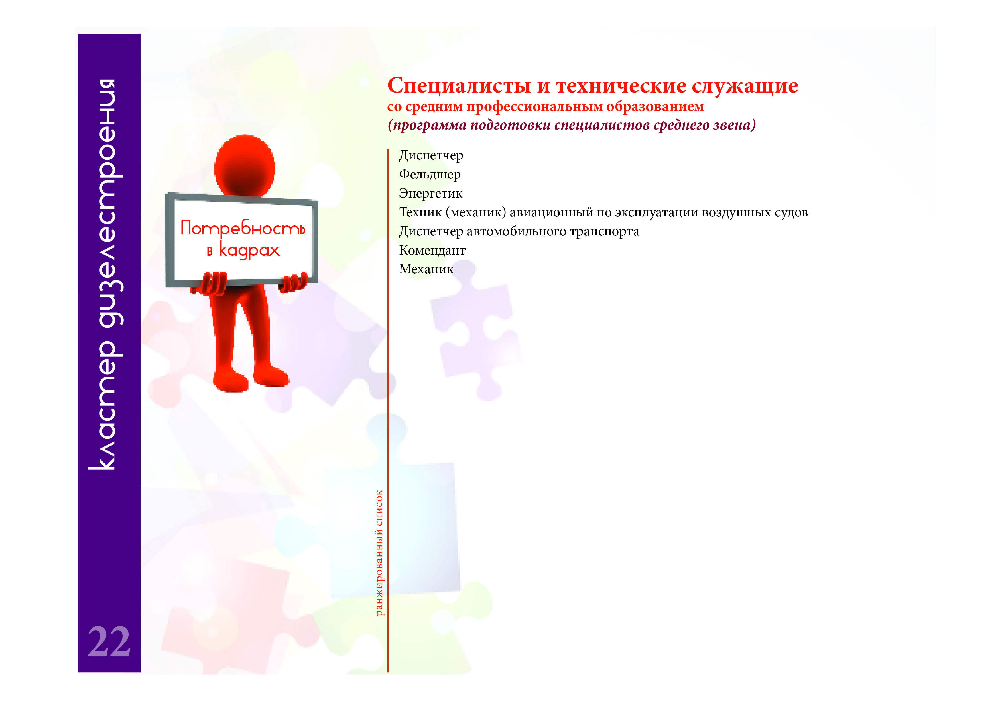 кластер дизелестроения
Специалисты и технические служащие
со средним профессиональным образованием
(программа подготовки специалистов среднего звена)
Потребность
в кадрах
Диспетчер
Фельдшер
Энергетик
Техник (механик) авиационный по эксплуатации воздушных судов
Диспетчер автомобильного транспорта
Комендант
Механик
ранжированный список
22